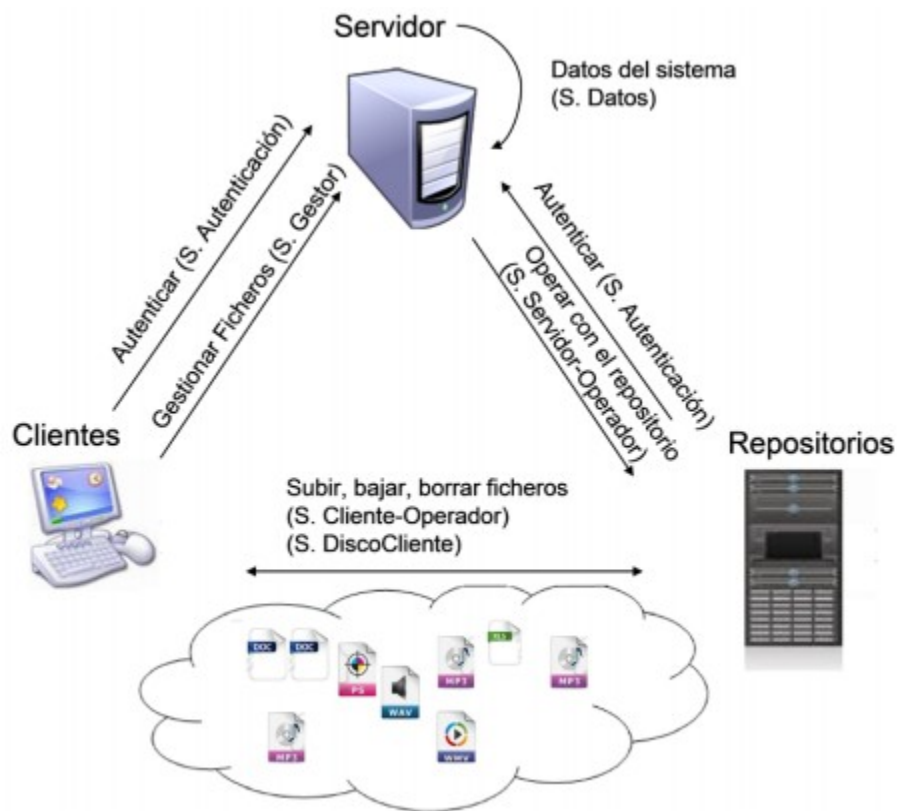 Servidor
Datos del sistema
(S. Datos)
Autenticar (S. Autenticación)
Gestionar Ficheros (S. Gestor)
Autenticar (S. Autenticación)
Operar con el repositorio
(S. Servidor-Operador)
Clientes
Repositorios
Subir, bajar, borrar ficheros
(S. Cliente-Operador)
(S. DiscoCliente)
DOC
DOC
PS
WAV
MP3
XLS
MP3
MP3
WMV